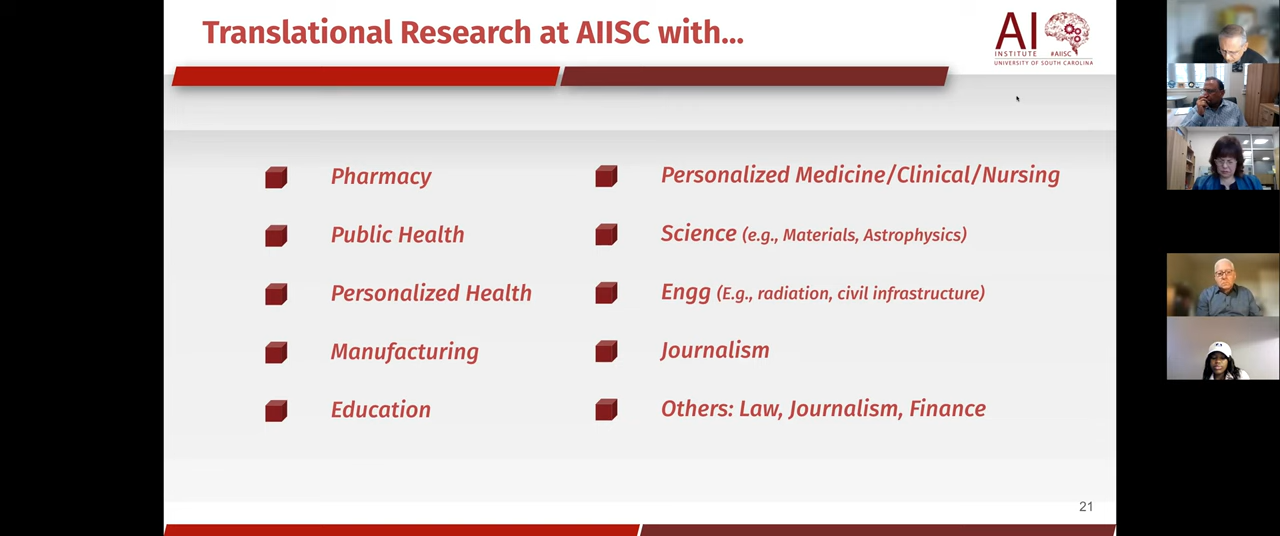 Translational Research at AIISC with...
AI
INSTITUTE #AIISC
UNIVERSITY OF SOUTH CAROLINA
Pharmacy
Public Health
Personalized Health
Manufacturing
Education
Personalized Medicine/Clinical/Nursing
Science (e.g., Materials, Astrophysics)
Engg (E.g., radiation, civil infrastructure)
Journalism
Others: Law, Journalism, Finance
21